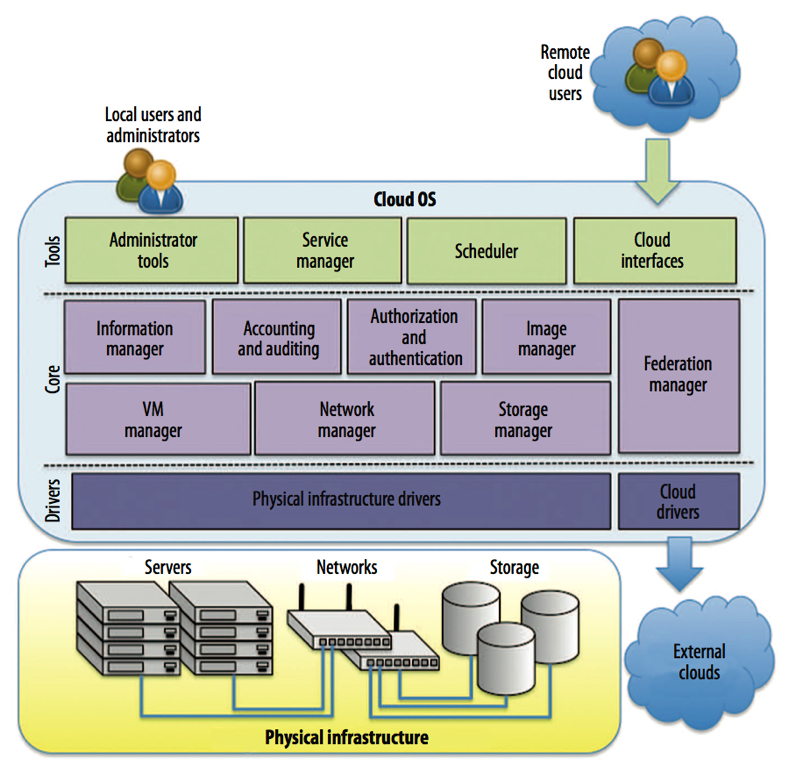 Remote
cloud
users
Local users and
administrators
Cloud OS
Tools
Administrator
tools
Service
manager
Scheduler
Cloud
interfaces
Core
Information
manager
Accounting
and auditing
Authorization
and
authentication
Image
manager
Federation
manager
VM
manager
Network
manager
Storage
manager
Drivers
Physical infrastructure drivers
Cloud
drivers
Servers
Networks
Storage
External
clouds
Physical infrastructure